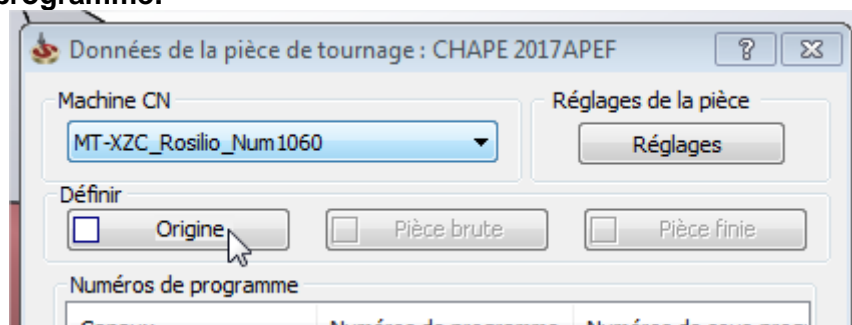 programme.
Données de la pièce de tournage : CHAPE 2017APEF
Machine CN
Réglages de la pièce
MT-XZC_Rosilio_Num1060
Réglages
Définir
Origine
Pièce brute
Pièce finie
Numéros de programme